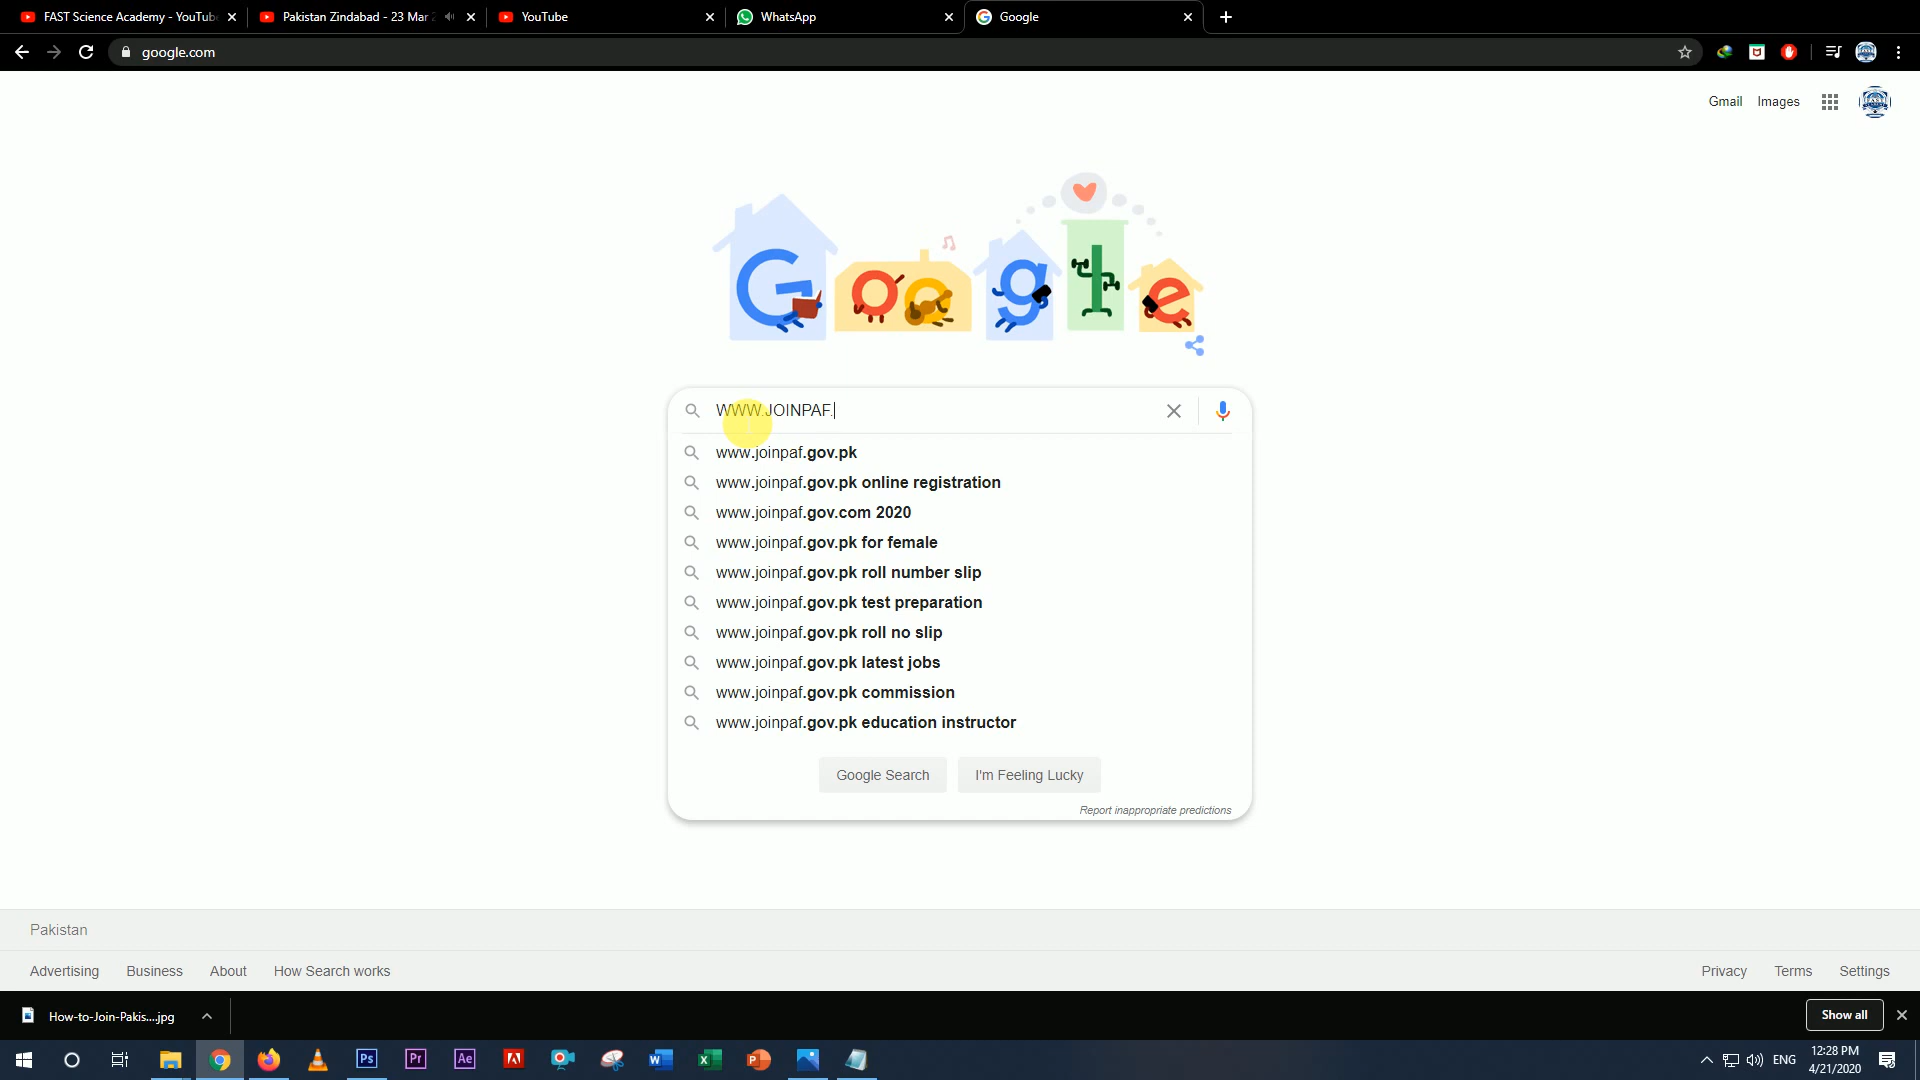 FAST Science Academy - YouTub
Pakistan Zindabad - 23 Mar
YouTube
WhatsApp
Google
google.com
Gmail Images
Google
WWW.JOINPAF.
www.joinpaf.gov.pk
www.joinpaf.gov.pk online registration
www.joinpaf.gov.com 2020
www.joinpaf.gov.pk for female
www.joinpaf.gov.pk roll number slip
www.joinpaf.gov.pk test preparation
www.joinpaf.gov.pk roll no slip
www.joinpaf.gov.pk latest jobs
www.joinpaf.gov.pk commission
www.joinpaf.gov.pk education instructor
Google Search I'm Feeling Lucky
Report inappropriate predictions
Pakistan
Advertising Business About How Search works Privacy Terms Settings
How-to-Join-Pakis....jpg Show all
Ps Pr Ae
ENG
12:28 PM
4/21/2020